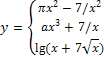 y = { πx² − 7/x²
ax³ + 7/x
lg(x + 7√x)